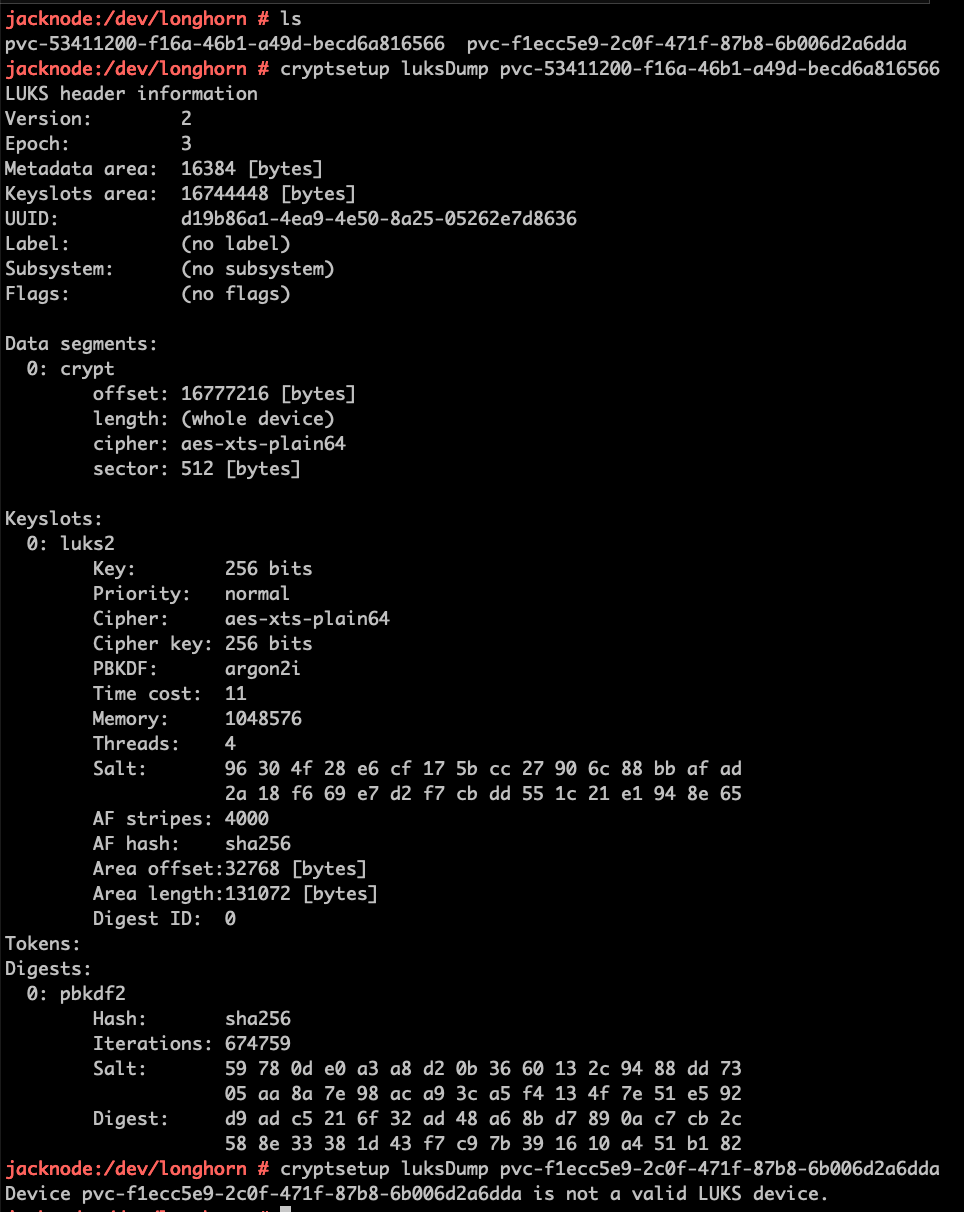 jacknode:/dev/longhorn # ls
pvc-53411200-f16a-46b1-a49d-becd6a816566  pvc-f1ecc5e9-2c0f-471f-87b8-6b006d2a6dda
jacknode:/dev/longhorn # cryptsetup luksDump pvc-53411200-f16a-46b1-a49d-becd6a816566
LUKS header information
Version:        2
Epoch:          3
Metadata area:  16384 [bytes]
Keyslots area:  16744448 [bytes]
UUID:           d19b86a1-4ea9-4e50-8a25-05262e7d8636
Label:          (no label)
Subsystem:      (no subsystem)
Flags:          (no flags)

Data segments:
  0: crypt
        offset: 16777216 [bytes]
        length: (whole device)
        cipher: aes-xts-plain64
        sector: 512 [bytes]

Keyslots:
  0: luks2
        Key:        256 bits
        Priority:   normal
        Cipher:     aes-xts-plain64
        Cipher key: 256 bits
        PBKDF:      argon2i
        Time cost:  11
        Memory:     1048576
        Threads:    4
        Salt:       96 30 4f 28 e6 cf 17 5b cc 27 90 6c 88 bb af ad
                    2a 18 f6 69 e7 d2 f7 cb dd 55 1c 21 e1 94 8e 65
        AF stripes: 4000
        AF hash:    sha256
        Area offset:32768 [bytes]
        Area length:131072 [bytes]
        Digest ID:  0
Tokens:
Digests:
  0: pbkdf2
        Hash:       sha256
        Iterations: 674759
        Salt:       59 78 0d e0 a3 a8 d2 0b 36 60 13 2c 94 88 dd 73
                    05 aa 8a 7e 98 ac a9 3c a5 f4 13 4f 7e 51 e5 92
        Digest:     d9 ad c5 21 6f 32 ad 48 a6 8b d7 89 0a c7 cb 2c
                    58 8e 33 38 1d 43 f7 c9 7b 39 16 10 a4 51 b1 82
jacknode:/dev/longhorn # cryptsetup luksDump pvc-f1ecc5e9-2c0f-471f-87b8-6b006d2a6dda
Device pvc-f1ecc5e9-2c0f-471f-87b8-6b006d2a6dda is not a valid LUKS device.